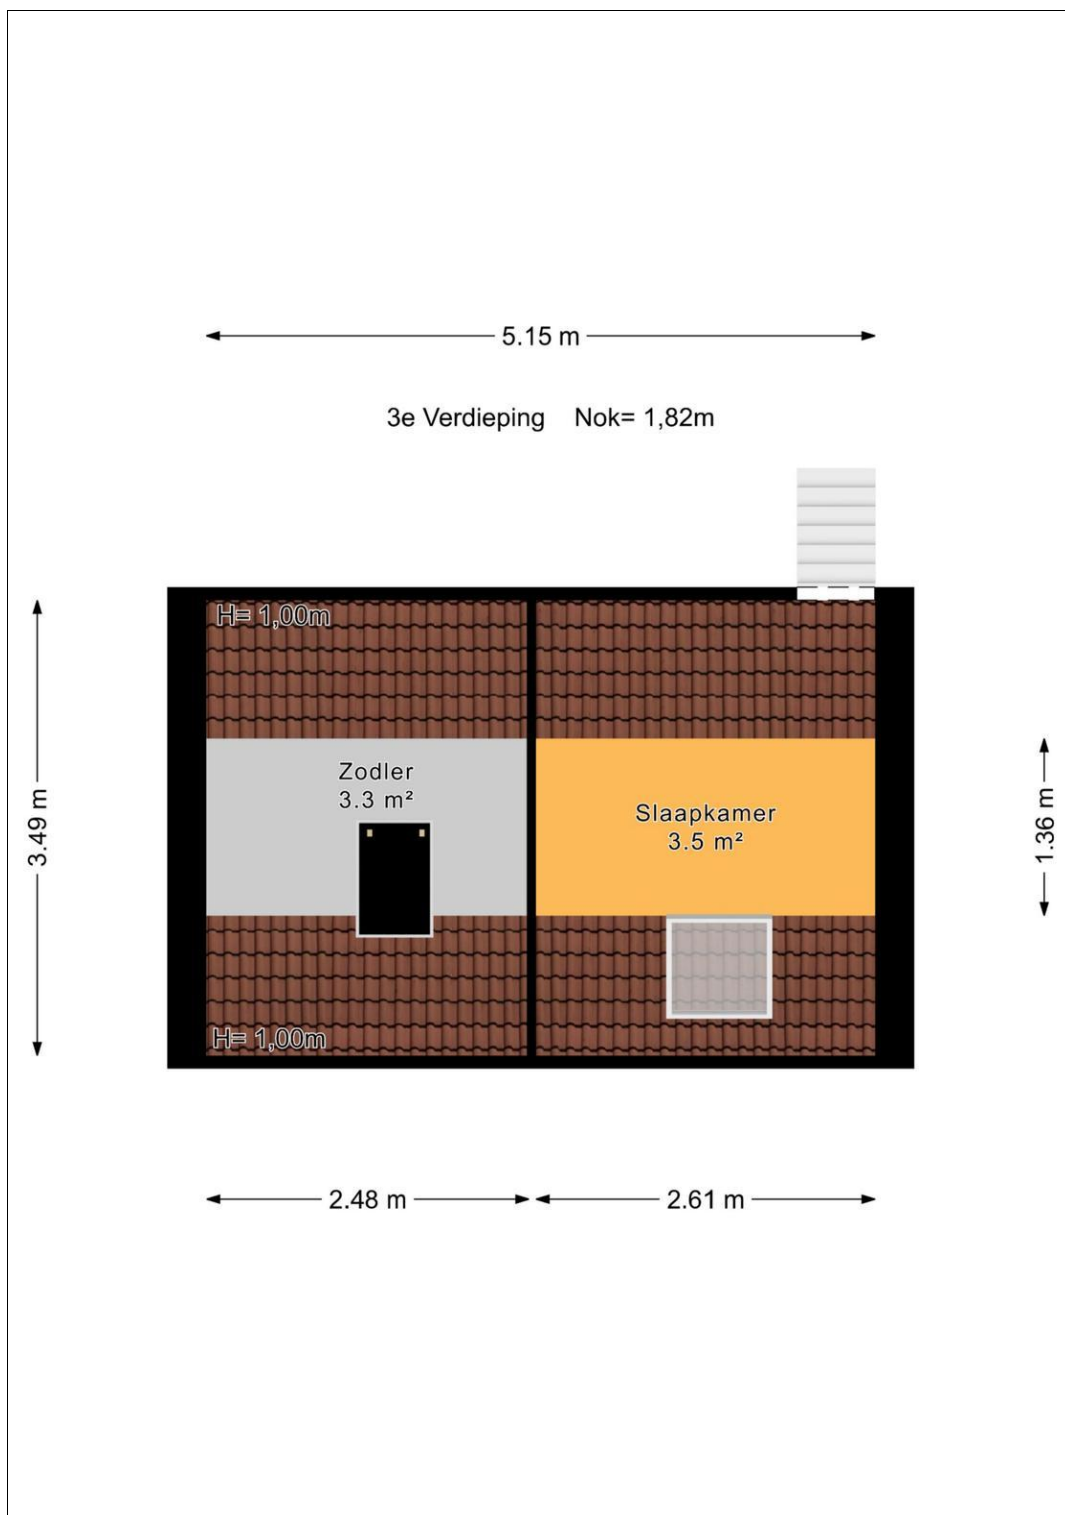 5.15 m
3e Verdieping Nok= 1,82m
H= 1,00m
Zodler
3.3 m²
Slaapkamer
3.5 m²
3.49 m
1.36 m
H= 1,00m
2.48 m
2.61 m